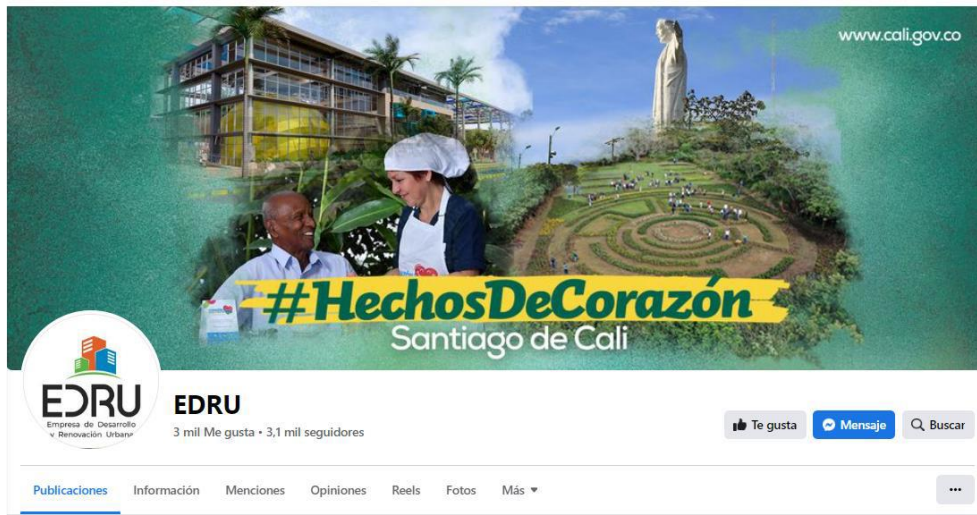 www.cali.gov.co
#HechosDeCorazón
Santiago de Cali
EDRU
Empresa de Desarrollo
y Renovación Urbana
EDRU
3 mil Me gusta • 3,1 mil seguidores
Te gusta
Mensaje
Buscar
Publicaciones
Información
Menciones
Opiniones
Reels
Fotos
Más